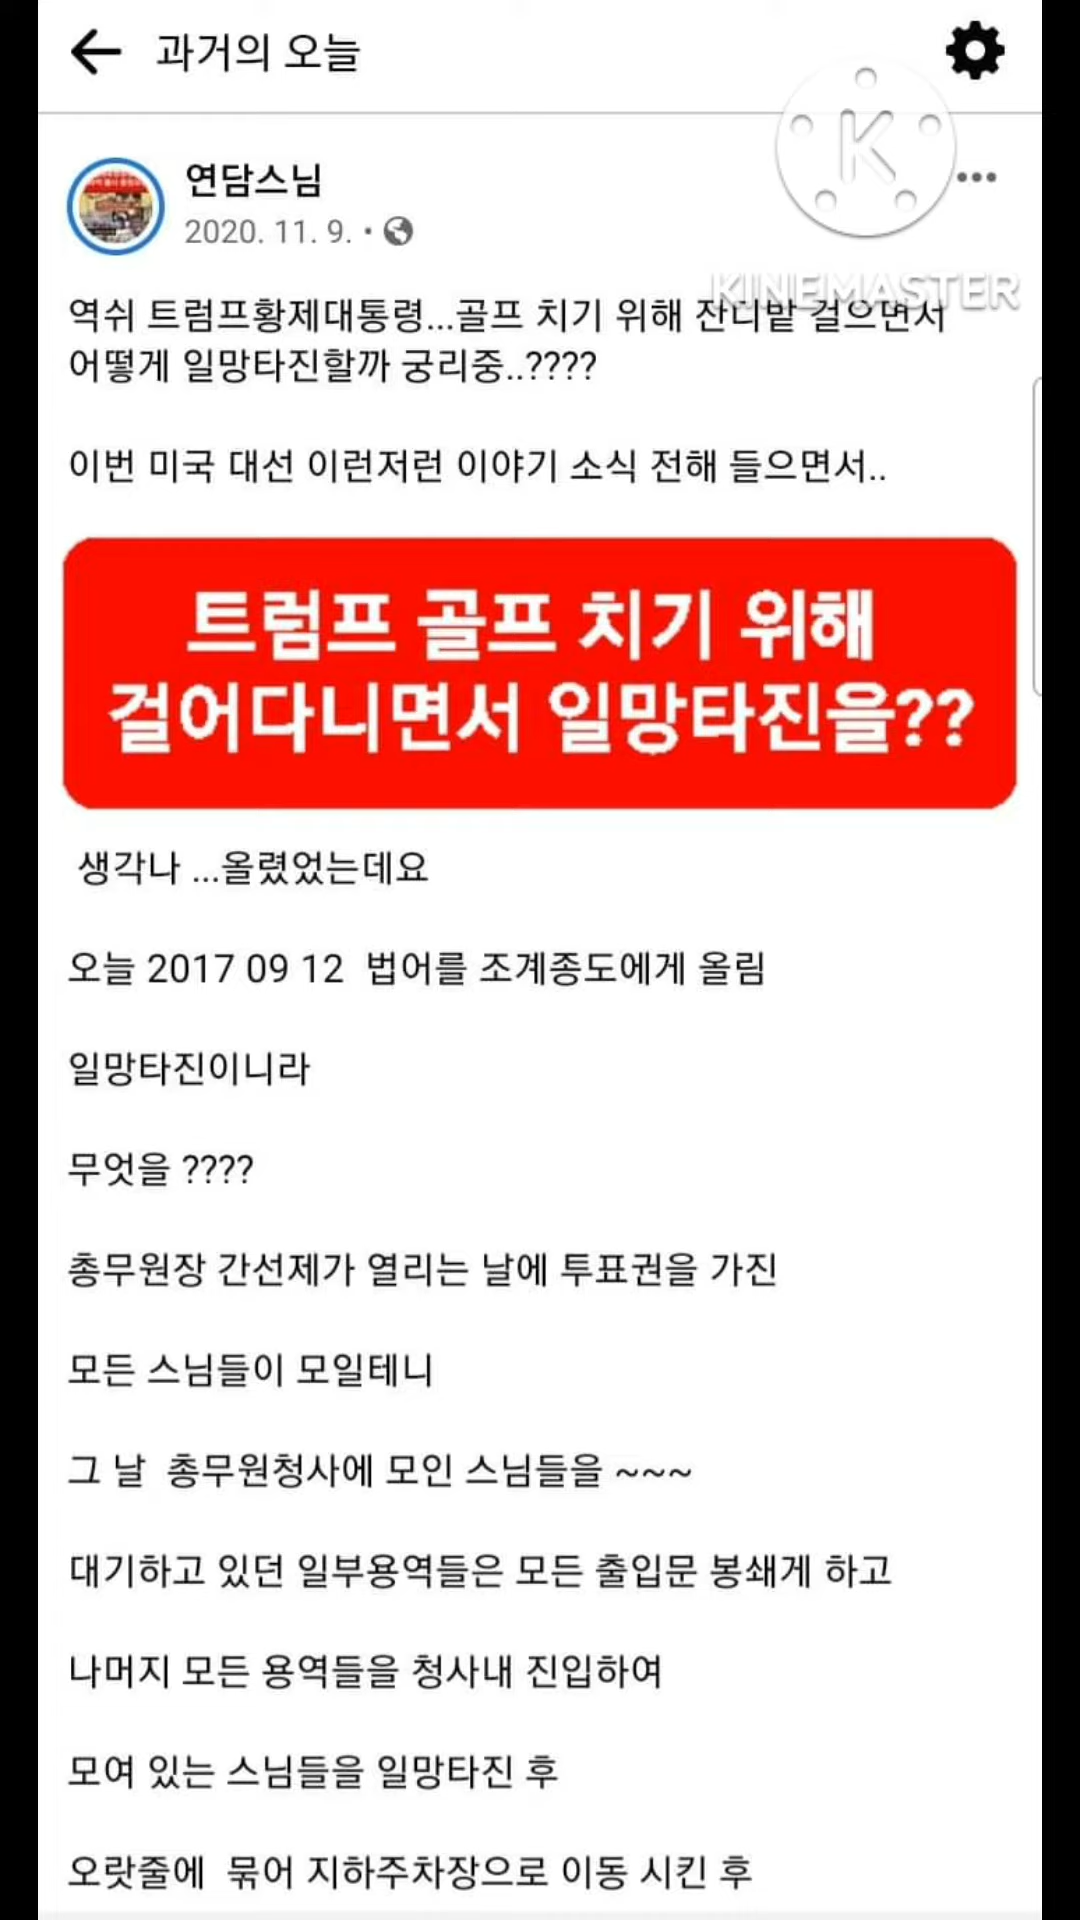 과거의 오늘
연담스님
2020. 11. 9.
K
KINEMASTER
역쉬 트럼프황제대통령...골프 치기 위해 잔디밭 걸으면서
어떻게 일망타진할까 궁리중..????
이번 미국 대선 이런저런 이야기 소식 전해 들으면서..
트럼프 골프 치기 위해
걸어다니면서 일망타진을??
생각나 ...올렸었는데요
오늘 2017 09 12 법어를 조계종도에게 올림
일망타진이니라
무엇을 ????
총무원장 간선제가 열리는 날에 투표권을 가진
모든 스님들이 모일테니
그 날 총무원청사에 모인 스님들을 ~~~
대기하고 있던 일부용역들은 모든 출입문 봉쇄게 하고
나머지 모든 용역들을 청사내 진입하여
모여 있는 스님들을 일망타진 후
오랏줄에 묶어 지하주차장으로 이동 시킨 후